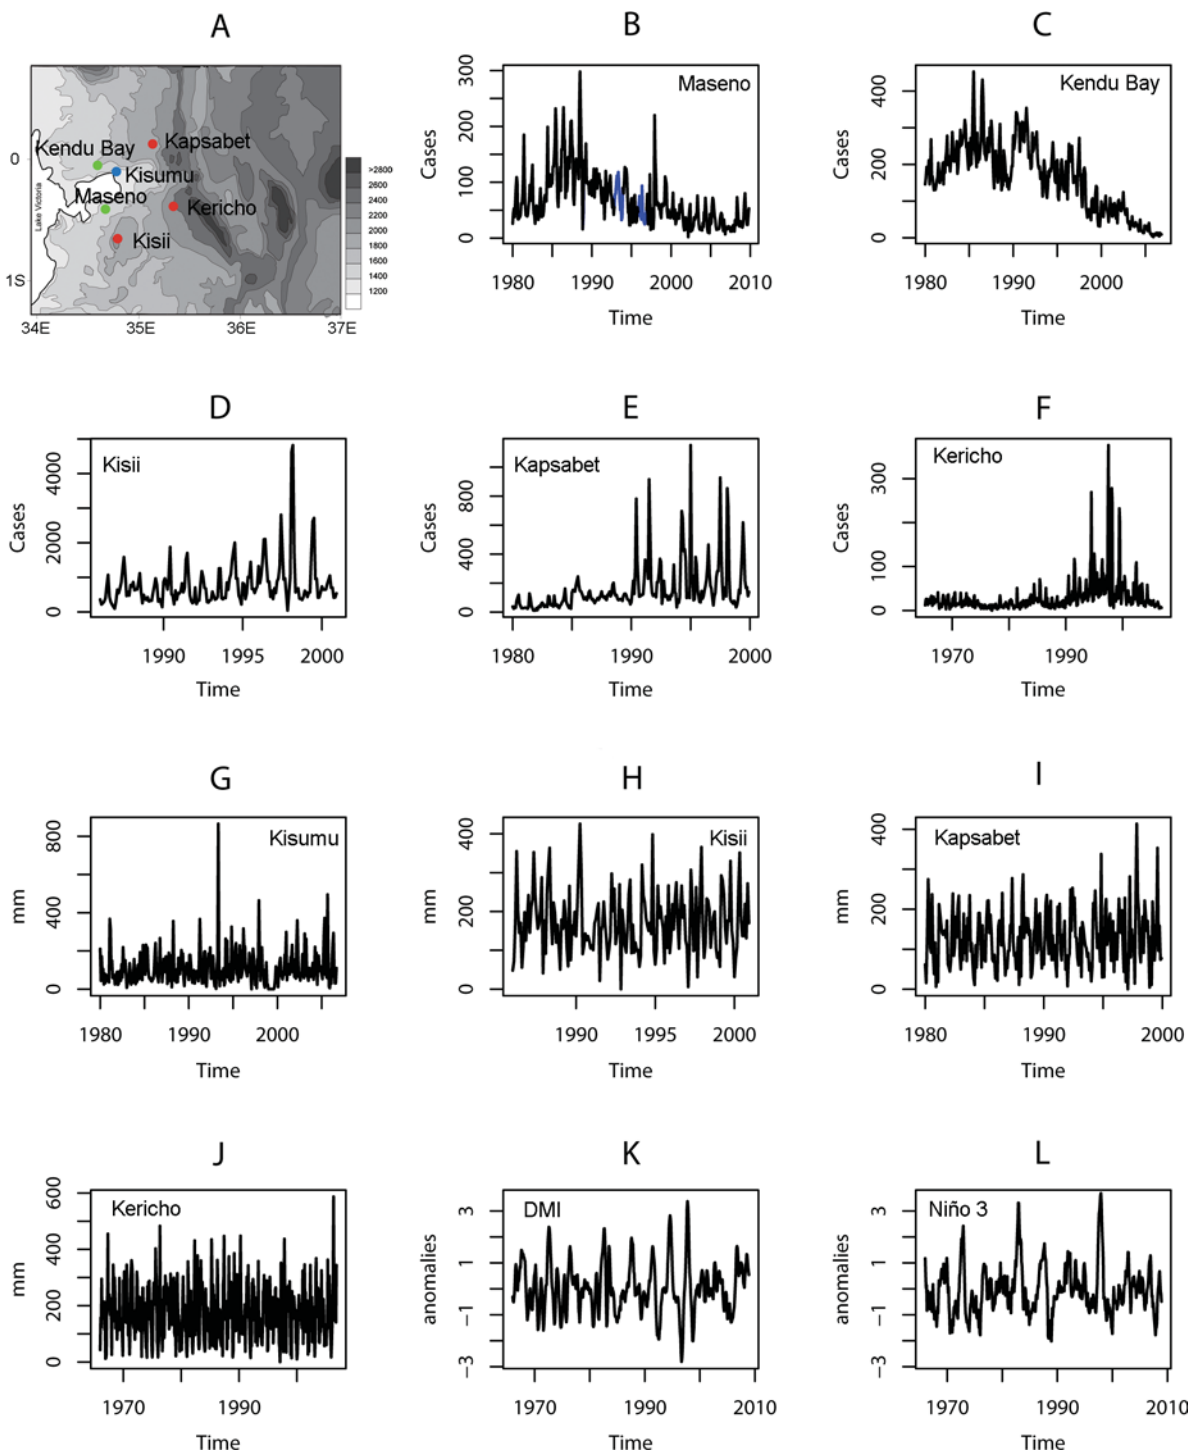 A
Kendu Bay
Kapsabet
Kisumu
Maseno
Kericho
Kisii
Lake Victoria
0
1S
34E 35E 36E 37E
>2800
2600
2400
2200
2000
1800
1600
1400
1200
B
Maseno
Cases
0 100 200 300
1980 1990 2000 2010
Time
C
Kendu Bay
Cases
0 200 400
1980 1990 2000
Time
D
Kisii
Cases
0 2000 4000
1990 1995 2000
Time
E
Kapsabet
Cases
0 400 800
1980 1990 2000
Time
F
Kericho
Cases
0 100 300
1970 1990
Time
G
Kisumu
mm
0 400 800
1980 1990 2000
Time
H
Kisii
mm
0 200 400
1990 1995 2000
Time
I
Kapsabet
mm
0 200 400
1980 1990 2000
Time
J
Kericho
mm
0 200 400 600
1970 1990
Time
K
DMI
anomalies
−3 −1 1 3
1970 1990 2010
Time
L
Niño 3
anomalies
−3 −1 1 3
1970 1990 2010
Time